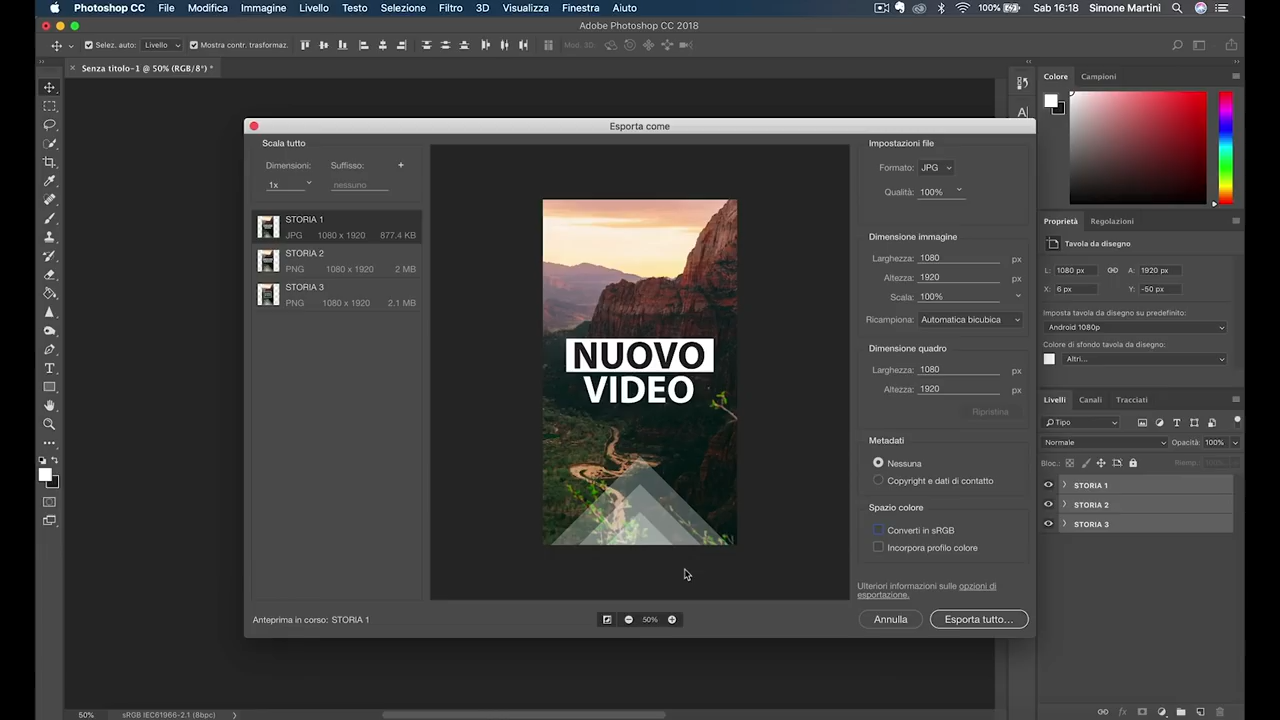 Photoshop CC File Modifica Immagine Livello Testo Selezione Filtro 3D Visualizza Finestra Aiuto 100% Sab 16:18 Simone Martini
Adobe Photoshop CC 2018
Selez. auto: Livello Mostra contr. trasformaz. Mod. 3D:
Senza titolo-1 @ 50% (RGB/8*) *
Esporta come
Scala tutto
Dimensioni: Suffisso: +
1x nessuno
STORIA 1
JPG 1080 x 1920 877.4 KB
STORIA 2
PNG 1080 x 1920 2 MB
STORIA 3
PNG 1080 x 1920 2.1 MB
NUOVO
VIDEO
Anteprima in corso: STORIA 1
50%
Impostazioni file
Formato: JPG
Qualità: 100%
Dimensione immagine
Larghezza: 1080 px
Altezza: 1920 px
Scala: 100%
Ricampiona: Automatica bicubica
Dimensione quadro
Larghezza: 1080 px
Altezza: 1920 px
Ripristina
Metadati
Nessuna
Copyright e dati di contatto
Spazio colore
Converti in sRGB
Incorpora profilo colore
Ulteriori informazioni sulle opzioni di
esportazione.
Annulla Esporta tutto...
Colore Campioni
Proprietà Regolazioni
Tavola da disegno
L: 1080 px A: 1920 px
X: 6 px Y: -50 px
Imposta tavola da disegno su predefinito:
Android 1080p
Colore di sfondo tavola da disegno:
Altri...
Livelli Canali Tracciati
Tipo
Normale Opacità: 100%
Bloc.: Riemp.: 100%
STORIA 1
STORIA 2
STORIA 3
50% sRGB IEC61966-2.1 (8bpc)